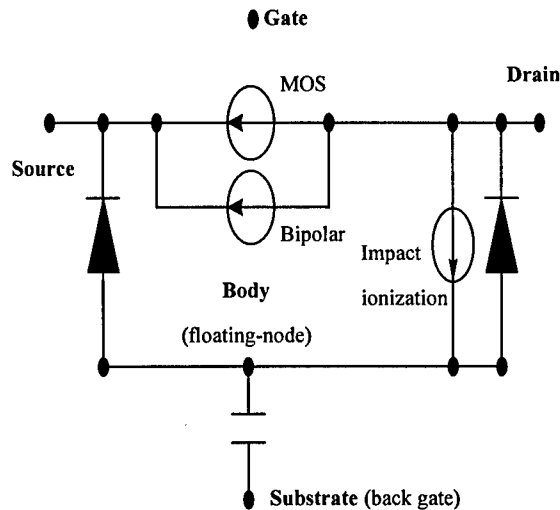 Gate
MOS
Drain
Source
Bipolar
Impact
ionization
Body
(floating-node)
Substrate (back gate)